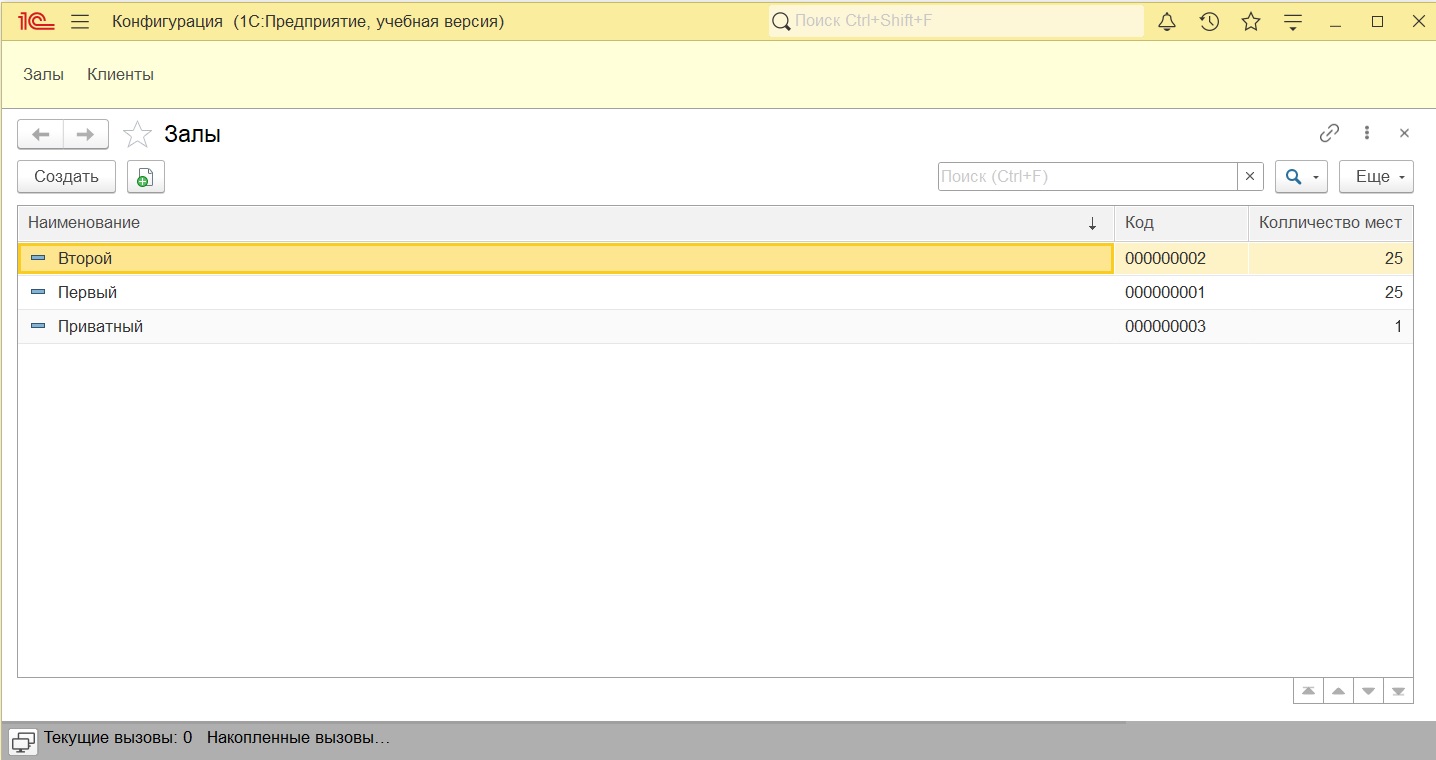 1С Конфигурация (1С:Предприятие, учебная версия) Поиск Ctrl+Shift+F
Залы Клиенты
Залы
Создать Поиск (Ctrl+F) × Еще
Наименование ↓ Код Колличество мест
Второй 000000002 25
Первый 000000001 25
Приватный 000000003 1
Текущие вызовы: 0 Накопленные вызовы…